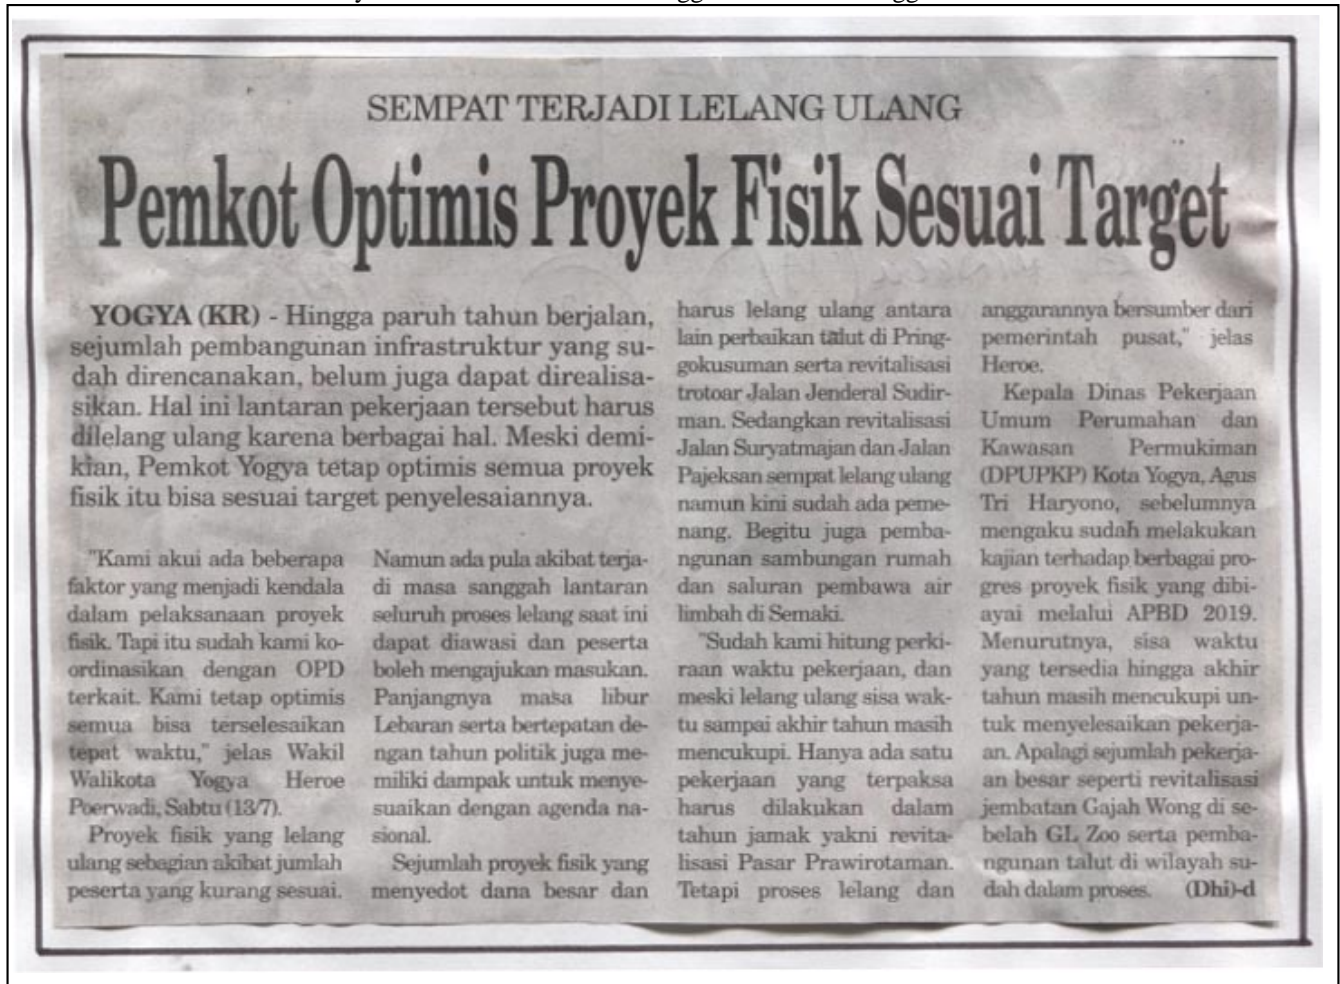 SEMPAT TERJADI LELANG ULANG
Pemkot Optimis Proyek Fisik Sesuai Target
YOGYA (KR) - Hingga paruh tahun berjalan,
sejumlah pembangunan infrastruktur yang su-
dah direncanakan, belum juga dapat direalisa-
sikan. Hal ini lantaran pekerjaan tersebut harus
dilelang ulang karena berbagai hal. Meski demi-
kian, Pemkot Yogya tetap optimis semua proyek
fisik itu bisa sesuai target penyelesaiannya.
"Kami akui ada beberapa
faktor yang menjadi kendala
dalam pelaksanaan proyek
fisik. Tapi itu sudah kami ko-
ordinasikan dengan OPD
terkait. Kami tetap optimis
semua bisa terselesaikan
tepat waktu," jelas Wakil
Walikota Yogya Heroe
Poerwadi, Sabtu (13/7).
Proyek fisik yang lelang
ulang sebagian akibat jumlah
peserta yang kurang sesuai.
Namun ada pula akibat terja-
di masa sanggah lantaran
seluruh proses lelang saat ini
dapat diawasi dan peserta
boleh mengajukan masukan.
Panjangnya masa libur
Lebaran serta bertepatan de-
ngan tahun politik juga me-
miliki dampak untuk menye-
suaikan dengan agenda na-
sional.
Sejumlah proyek fisik yang
menyedot dana besar dan
harus lelang ulang antara
lain perbaikan talut di Pring-
gokusuman serta revitalisasi
trotoar Jalan Jenderal Sudir-
man. Sedangkan revitalisasi
Jalan Suryatmajan dan Jalan
Pajeksan sempat lelang ulang
namun kini sudah ada peme-
nang. Begitu juga pemba-
ngunan sambungan rumah
dan saluran pembawa air
limbah di Semaki.
"Sudah kami hitung perki-
raan waktu pekerjaan, dan
meski lelang ulang sisa wak-
tu sampai akhir tahun masih
mencukupi. Hanya ada satu
pekerjaan yang terpaksa
harus dilakukan dalam
tahun jamak yakni revita-
lisasi Pasar Prawirotaman.
Tetapi proses lelang dan
anggarannya bersumber dari
pemerintah pusat," jelas
Heroe.
Kepala Dinas Pekerjaan
Umum Perumahan dan
Kawasan Permukiman
(DPUPKP) Kota Yogya, Agus
Tri Haryono, sebelumnya
mengaku sudah melakukan
kajian terhadap berbagai pro-
gres proyek fisik yang dibi-
ayai melalui APBD 2019.
Menurutnya, sisa waktu
yang tersedia hingga akhir
tahun masih mencukupi un-
tuk menyelesaikan pekerja-
an. Apalagi sejumlah pekerja-
an besar seperti revitalisasi
jembatan Gajah Wong di se-
belah GL Zoo serta pemba-
ngunan talut di wilayah su-
dah dalam proses. (Dhi)-d